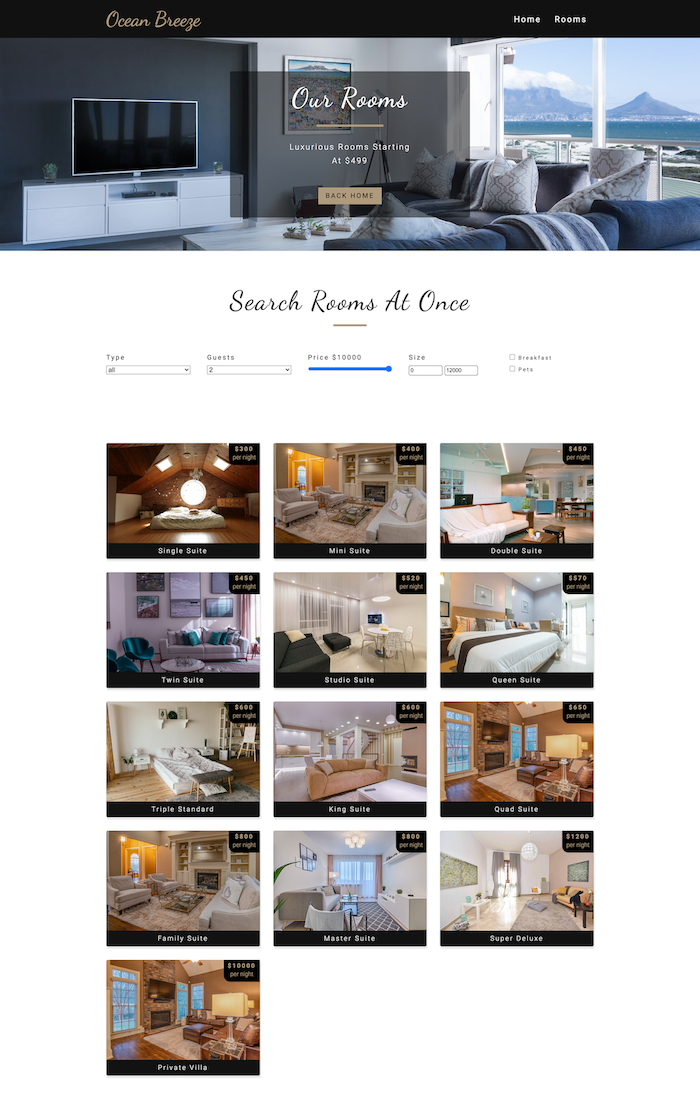 Ocean Breeze
Home Rooms
Our Rooms
Luxurious Rooms Starting
At $499
BACK HOME
Search Rooms At Once
Type Guests Price $10000 Size
all 2 0 12000
Breakfast
Pets
$300
per night
Single Suite
$400
per night
Mini Suite
$450
per night
Double Suite
$450
per night
Twin Suite
$520
per night
Studio Suite
$570
per night
Queen Suite
$600
per night
Triple Standard
$600
per night
King Suite
$650
per night
Quad Suite
$800
per night
Family Suite
$800
per night
Master Suite
$1200
per night
Super Deluxe
$10000
per night
Private Villa